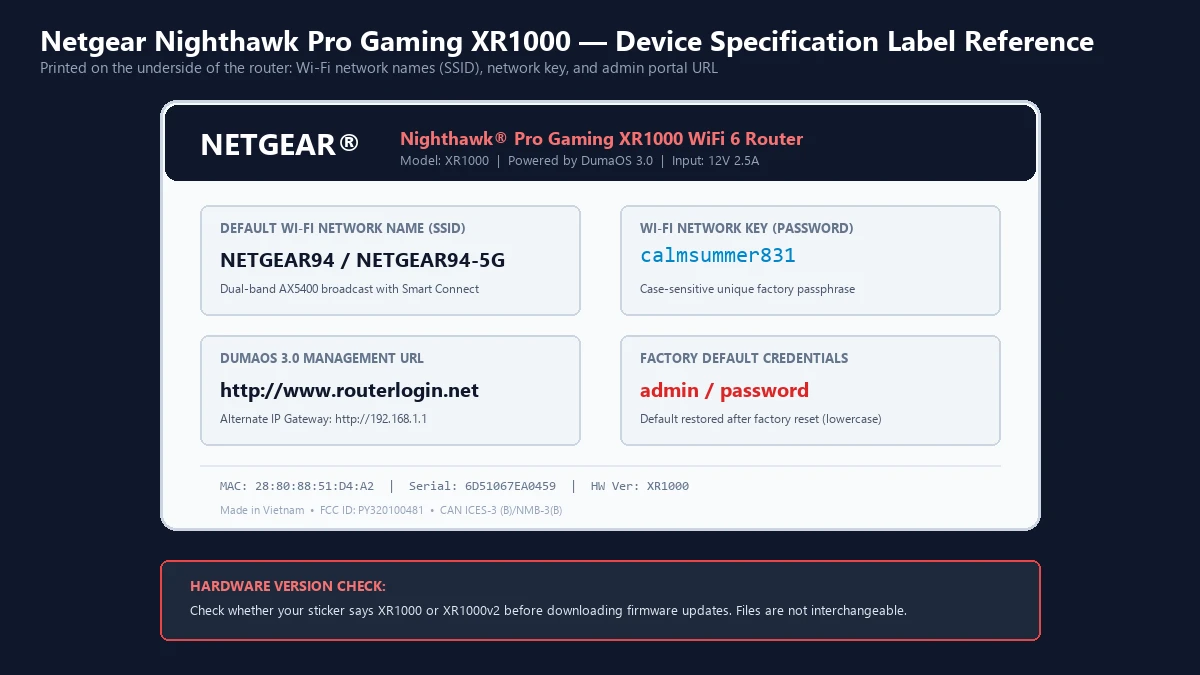 Netgear Nighthawk Pro Gaming XR1000 — Device Specification Label Reference
Printed on the underside of the router: Wi-Fi network names (SSID), network key, and admin portal URL
NETGEAR®
Nighthawk® Pro Gaming XR1000 WiFi 6 Router
Model: XR1000 | Powered by DumaOS 3.0 | Input: 12V 2.5A
DEFAULT WI-FI NETWORK NAME (SSID)
NETGEAR94 / NETGEAR94-5G
Dual-band AX5400 broadcast with Smart Connect
WI-FI NETWORK KEY (PASSWORD)
calmsummer831
Case-sensitive unique factory passphrase
DUMAOS 3.0 MANAGEMENT URL
http://www.routerlogin.net
Alternate IP Gateway: http://192.168.1.1
FACTORY DEFAULT CREDENTIALS
admin / password
Default restored after factory reset (lowercase)
MAC: 28:80:88:51:D4:A2 | Serial: 6D51067EA0459 | HW Ver: XR1000
Made in Vietnam • FCC ID: PY320100481 • CAN ICES-3 (B)/NMB-3(B)
HARDWARE VERSION CHECK:
Check whether your sticker says XR1000 or XR1000v2 before downloading firmware updates. Files are not interchangeable.